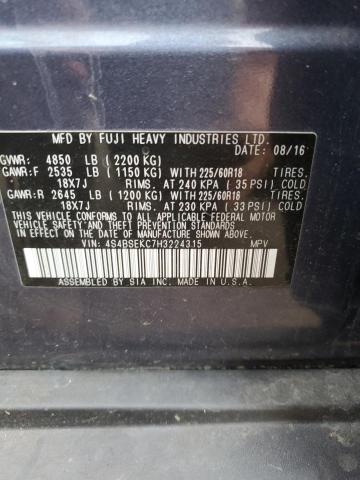 MFD BY FUJI HEAVY INDUSTRIES LTD.
DATE: 08/16
GVWR: 4850 LB ( 2200 KG)
GAWR:F 2535 LB ( 1150 KG) WITH 225/60R18 TIRES.
18X7J RIMS. AT 240 KPA ( 35 PSI) COLD
GAWR:R 2645 LB ( 1200 KG) WITH 225/60R18 TIRES.
18X7J RIMS. AT 230 KPA ( 33 PSI) COLD
THIS VEHICLE CONFORMS TO ALL APPLICABLE FEDERAL MOTOR
VEHICLE SAFETY, BUMPER, AND THEFT PREVENTION
STANDARDS IN EFFECT ON THE DATE OF MANUFACTURE
SHOWN ABOVE.
VIN: 4S4BSEKC7H3224315 MPV
ASSEMBLED BY SIA INC. MADE IN U.S.A.